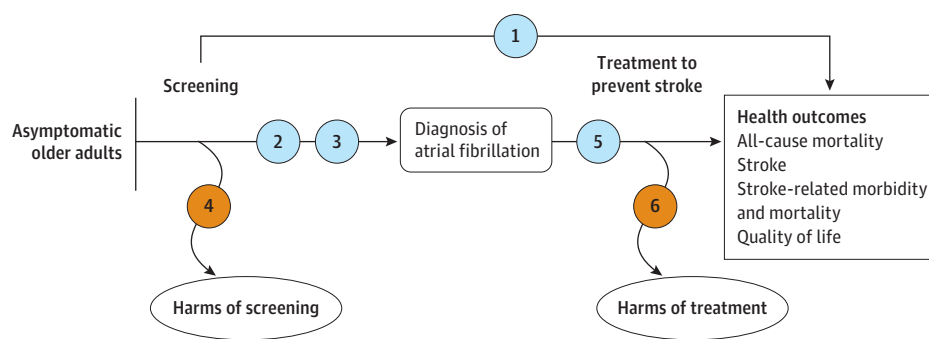 1
Treatment to
prevent stroke
Screening
Asymptomatic
older adults
2
3
Diagnosis of
atrial fibrillation
5
Health outcomes
All-cause mortality
Stroke
Stroke-related morbidity
and mortality
Quality of life
4
6
Harms of screening
Harms of treatment